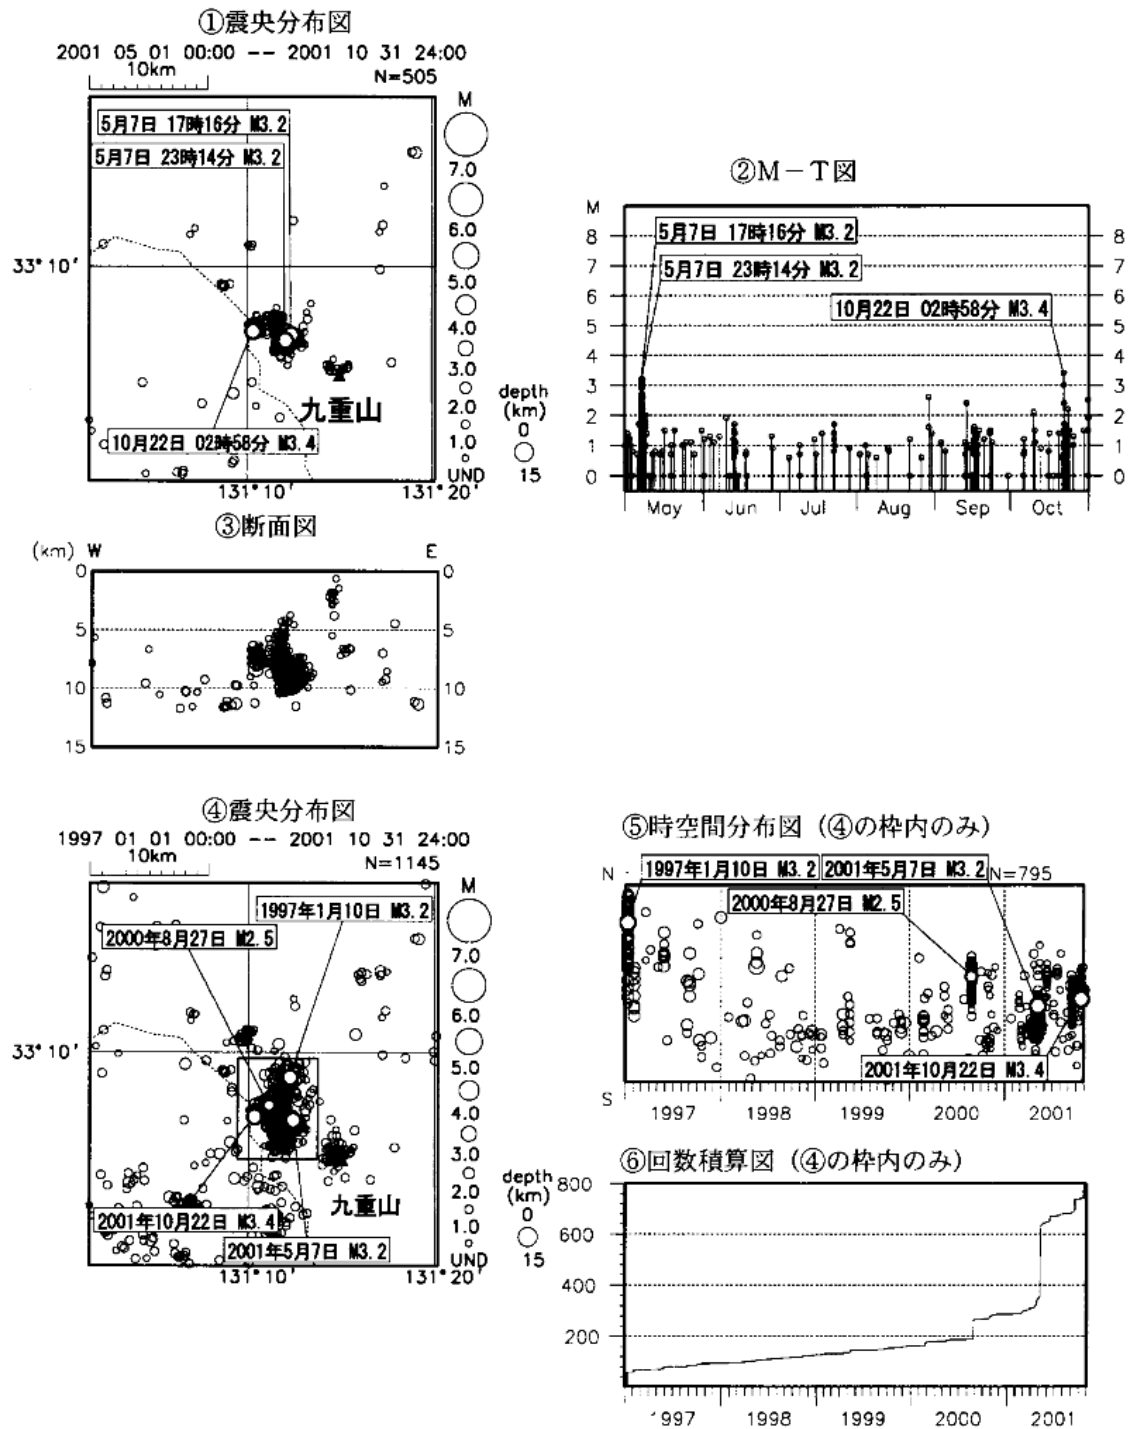 ①震央分布図
2001 05 01 00:00 -- 2001 10 31 24:00
10km
N=505
5月7日 17時16分 M3.2
5月7日 23時14分 M3.2
33°10′
九重山
10月22日 02時58分 M3.4
131°10′
131°20′
M
7.0
6.0
5.0
4.0
3.0
2.0
1.0
UND
depth
(km)
0
15
②M－T図
M
5月7日 17時16分 M3.2
5月7日 23時14分 M3.2
10月22日 02時58分 M3.4
8 8
7 7
6 6
5 5
4 4
3 3
2 2
1 1
0 0
May Jun Jul Aug Sep Oct
③断面図
(km) W E
0 0
5 5
10 10
15 15
④震央分布図
1997 01 01 00:00 -- 2001 10 31 24:00
10km
N=1145
1997年1月10日 M3.2
2000年8月27日 M2.5
33°10′
九重山
2001年10月22日 M3.4
2001年5月7日 M3.2
131°10′
131°20′
M
7.0
6.0
5.0
4.0
3.0
2.0
1.0
UND
depth
(km)
0
15
⑤時空間分布図（④の枠内のみ）
N
1997年1月10日 M3.2
2001年5月7日 M3.2
N=795
2000年8月27日 M2.5
2001年10月22日 M3.4
S
1997 1998 1999 2000 2001
⑥回数積算図（④の枠内のみ）
800
600
400
200
1997 1998 1999 2000 2001